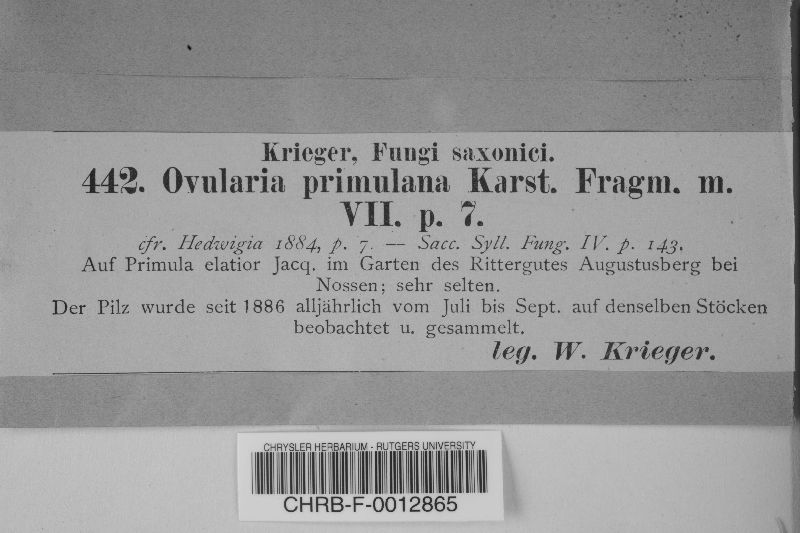 Krieger, Fungi saxonici.
442. Ovularia primulana Karst. Fragm. m.
VII. p. 7.
cfr. Hedwigia 1884, p. 7. — Sacc. Syll. Fung. IV. p. 143.
Auf Primula elatior Jacq. im Garten des Rittergutes Augustusberg bei
Nossen; sehr selten.
Der Pilz wurde seit 1886 alljährlich vom Juli bis Sept. auf denselben Stöcken
beobachtet u. gesammelt.
leg. W. Krieger.
CHRYSLER HERBARIUM - RUTGERS UNIVERSITY
CHRB-F-0012865